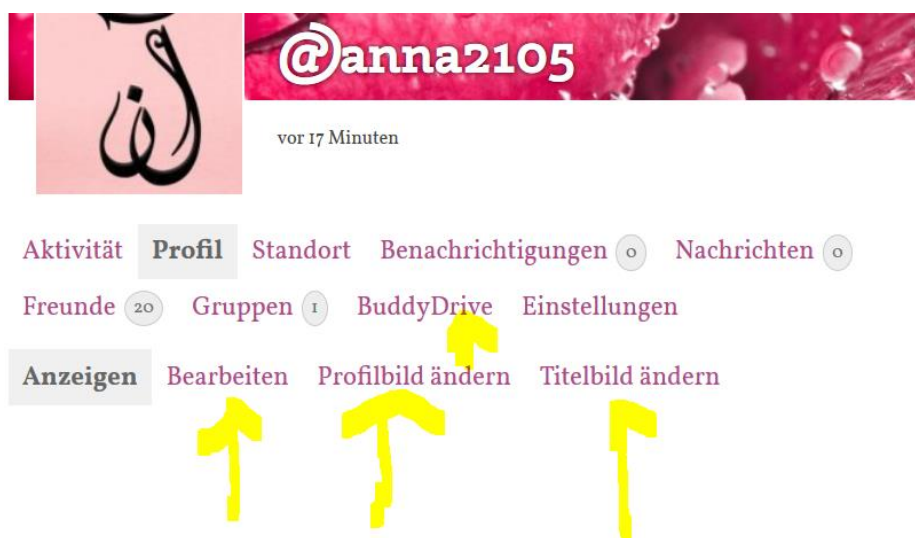 @anna2105
vor 17 Minuten
Aktivität Profil Standort Benachrichtigungen 0 Nachrichten 0
Freunde 20 Gruppen 1 BuddyDrive Einstellungen
Anzeigen Bearbeiten Profilbild ändern Titelbild ändern